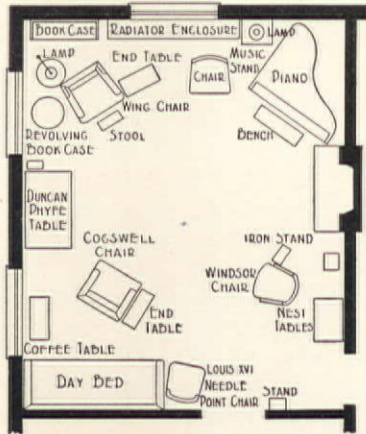 BOOK CASE
RADIATOR ENCLOSURE
LAMP
LAMP
END TABLE
MUSIC
STAND
CHAIR
PIANO
WING CHAIR
STOOL
BENCH
REVOLVING
BOOK CASE
DUNCAN
PHYFE
TABLE
COGSWELL
CHAIR
IRON STAND
WINDSOR
CHAIR
END
TABLE
NEST
TABLES
COFFEE TABLE
DAY BED
LOUIS XVI
NEEDLE
POINT CHAIR
STAND